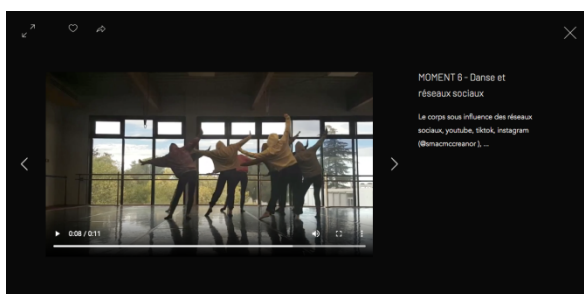 MOMENT 6 - Danse et
réseaux sociaux
Le corps sous influence des réseaux
sociaux, youtube, tiktok, instagram
(@smacmccreanor ), ...
0:08 / 0:11